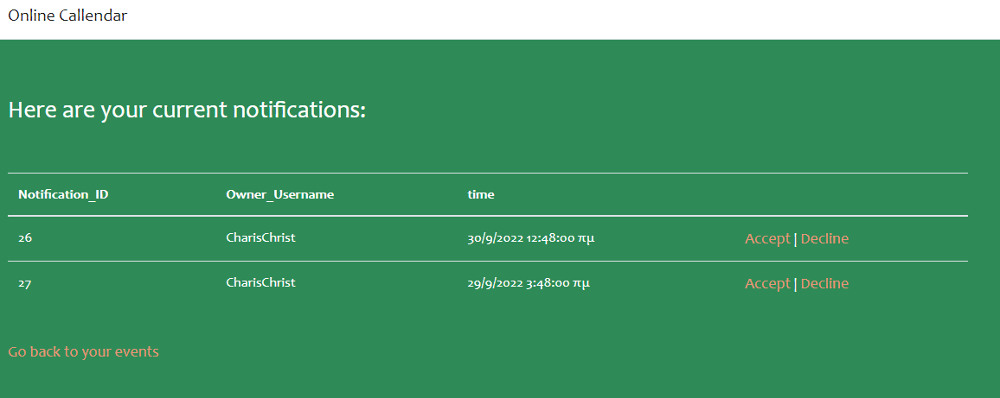 Online Callendar
Here are your current notifications:
Notification_ID Owner_Username time
26 CharisChrist 30/9/2022 12:48:00 πμ Accept | Decline
27 CharisChrist 29/9/2022 3:48:00 πμ Accept | Decline
Go back to your events